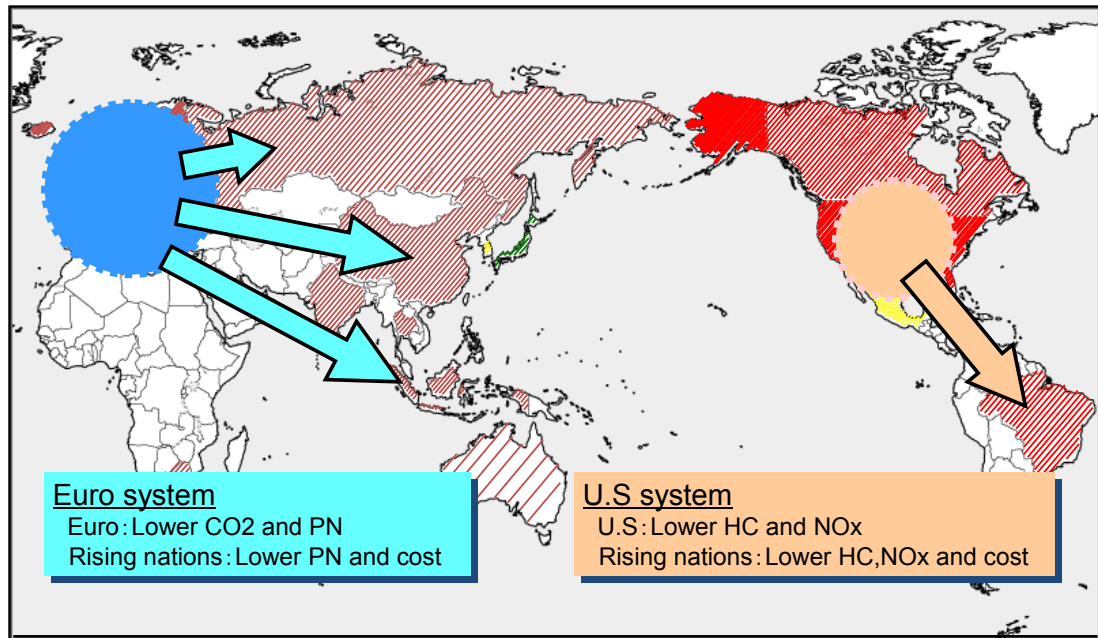 Euro system
Euro：Lower CO2 and PN
Rising nations：Lower PN and cost
U.S system
U.S：Lower HC and NOx
Rising nations：Lower HC,NOx and cost